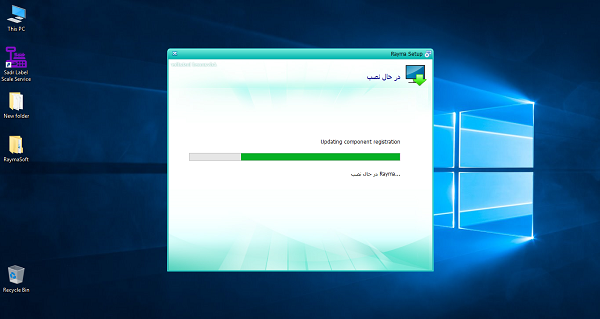 This PC
Sadr Label
Scale Service
New folder
RaymaSoft
Recycle Bin
Rayma Setup
در حال نصب
Updating component registration
در حال نصب Rayma...